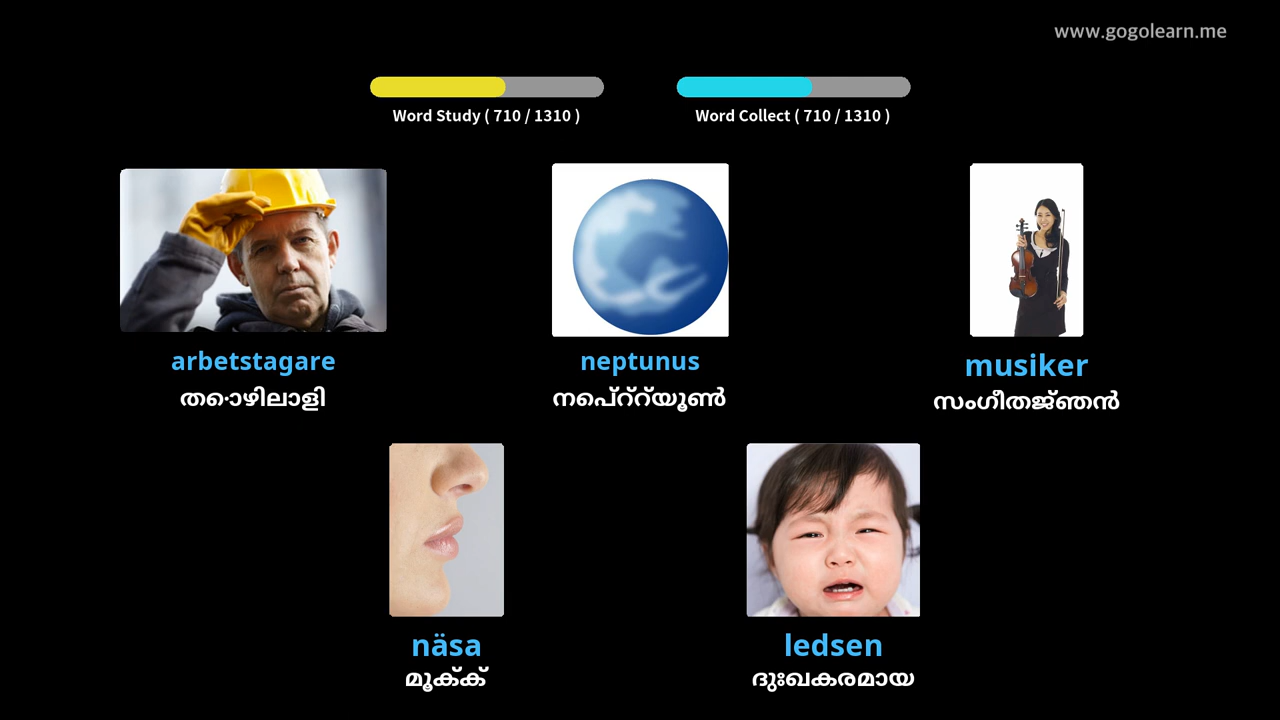 www.gogolearn.me
Word Study ( 710 / 1310 )
Word Collect ( 710 / 1310 )
arbetstagare
തൊഴിലാളി
neptunus
നെപ്റ്റ്യൂൺ
musiker
സംഗീതജ്ഞൻ
näsa
മൂക്ക്
ledsen
ദുഃഖകരമായ